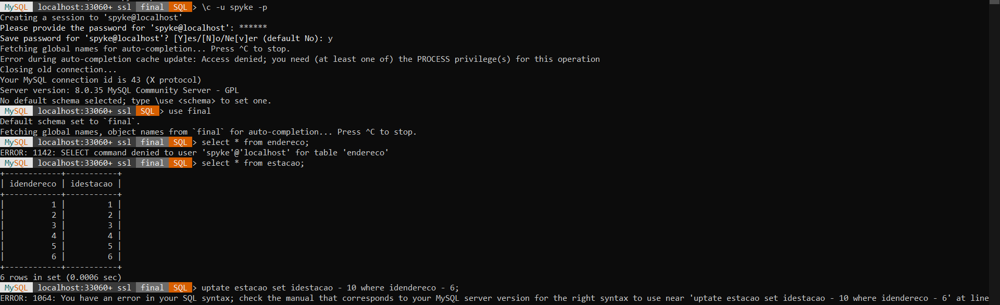 MySQL localhost:33060+ ssl final SQL > \c -u spyke -p
Creating a session to 'spyke@localhost'
Please provide the password for 'spyke@localhost': ******
Save password for 'spyke@localhost'? [Y]es/[N]o/Ne[v]er (default No): y
Fetching global names for auto-completion... Press ^C to stop.
Error during auto-completion cache update: Access denied; you need (at least one of) the PROCESS privilege(s) for this operation
Closing old connection...
Your MySQL connection id is 43 (X protocol)
Server version: 8.0.35 MySQL Community Server - GPL
No default schema selected; type \use <schema> to set one.
MySQL localhost:33060+ ssl SQL > use final
Default schema set to `final`.
Fetching global names, object names from `final` for auto-completion... Press ^C to stop.
MySQL localhost:33060+ ssl final SQL > select * from endereco;
ERROR: 1142: SELECT command denied to user 'spyke'@'localhost' for table 'endereco'
MySQL localhost:33060+ ssl final SQL > select * from estacao;
+------------+-----------+
| idendereco | idestacao |
+------------+-----------+
|          1 |         1 |
|          2 |         2 |
|          3 |         3 |
|          4 |         4 |
|          5 |         5 |
|          6 |         6 |
+------------+-----------+
6 rows in set (0.0006 sec)
MySQL localhost:33060+ ssl final SQL > uptate estacao set idestacao - 10 where idendereco - 6;
ERROR: 1064: You have an error in your SQL syntax; check the manual that corresponds to your MySQL server version for the right syntax to use near 'uptate estacao set idestacao - 10 where idendereco - 6' at line